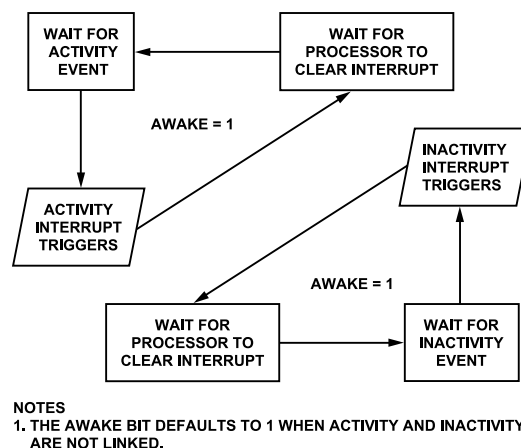 WAIT FOR
ACTIVITY
EVENT
WAIT FOR
PROCESSOR TO
CLEAR INTERRUPT
AWAKE = 1
ACTIVITY
INTERRUPT
TRIGGERS
INACTIVITY
INTERRUPT
TRIGGERS
AWAKE = 1
WAIT FOR
PROCESSOR TO
CLEAR INTERRUPT
WAIT FOR
INACTIVITY
EVENT
NOTES
1. THE AWAKE BIT DEFAULTS TO 1 WHEN ACTIVITY AND INACTIVITY
ARE NOT LINKED.